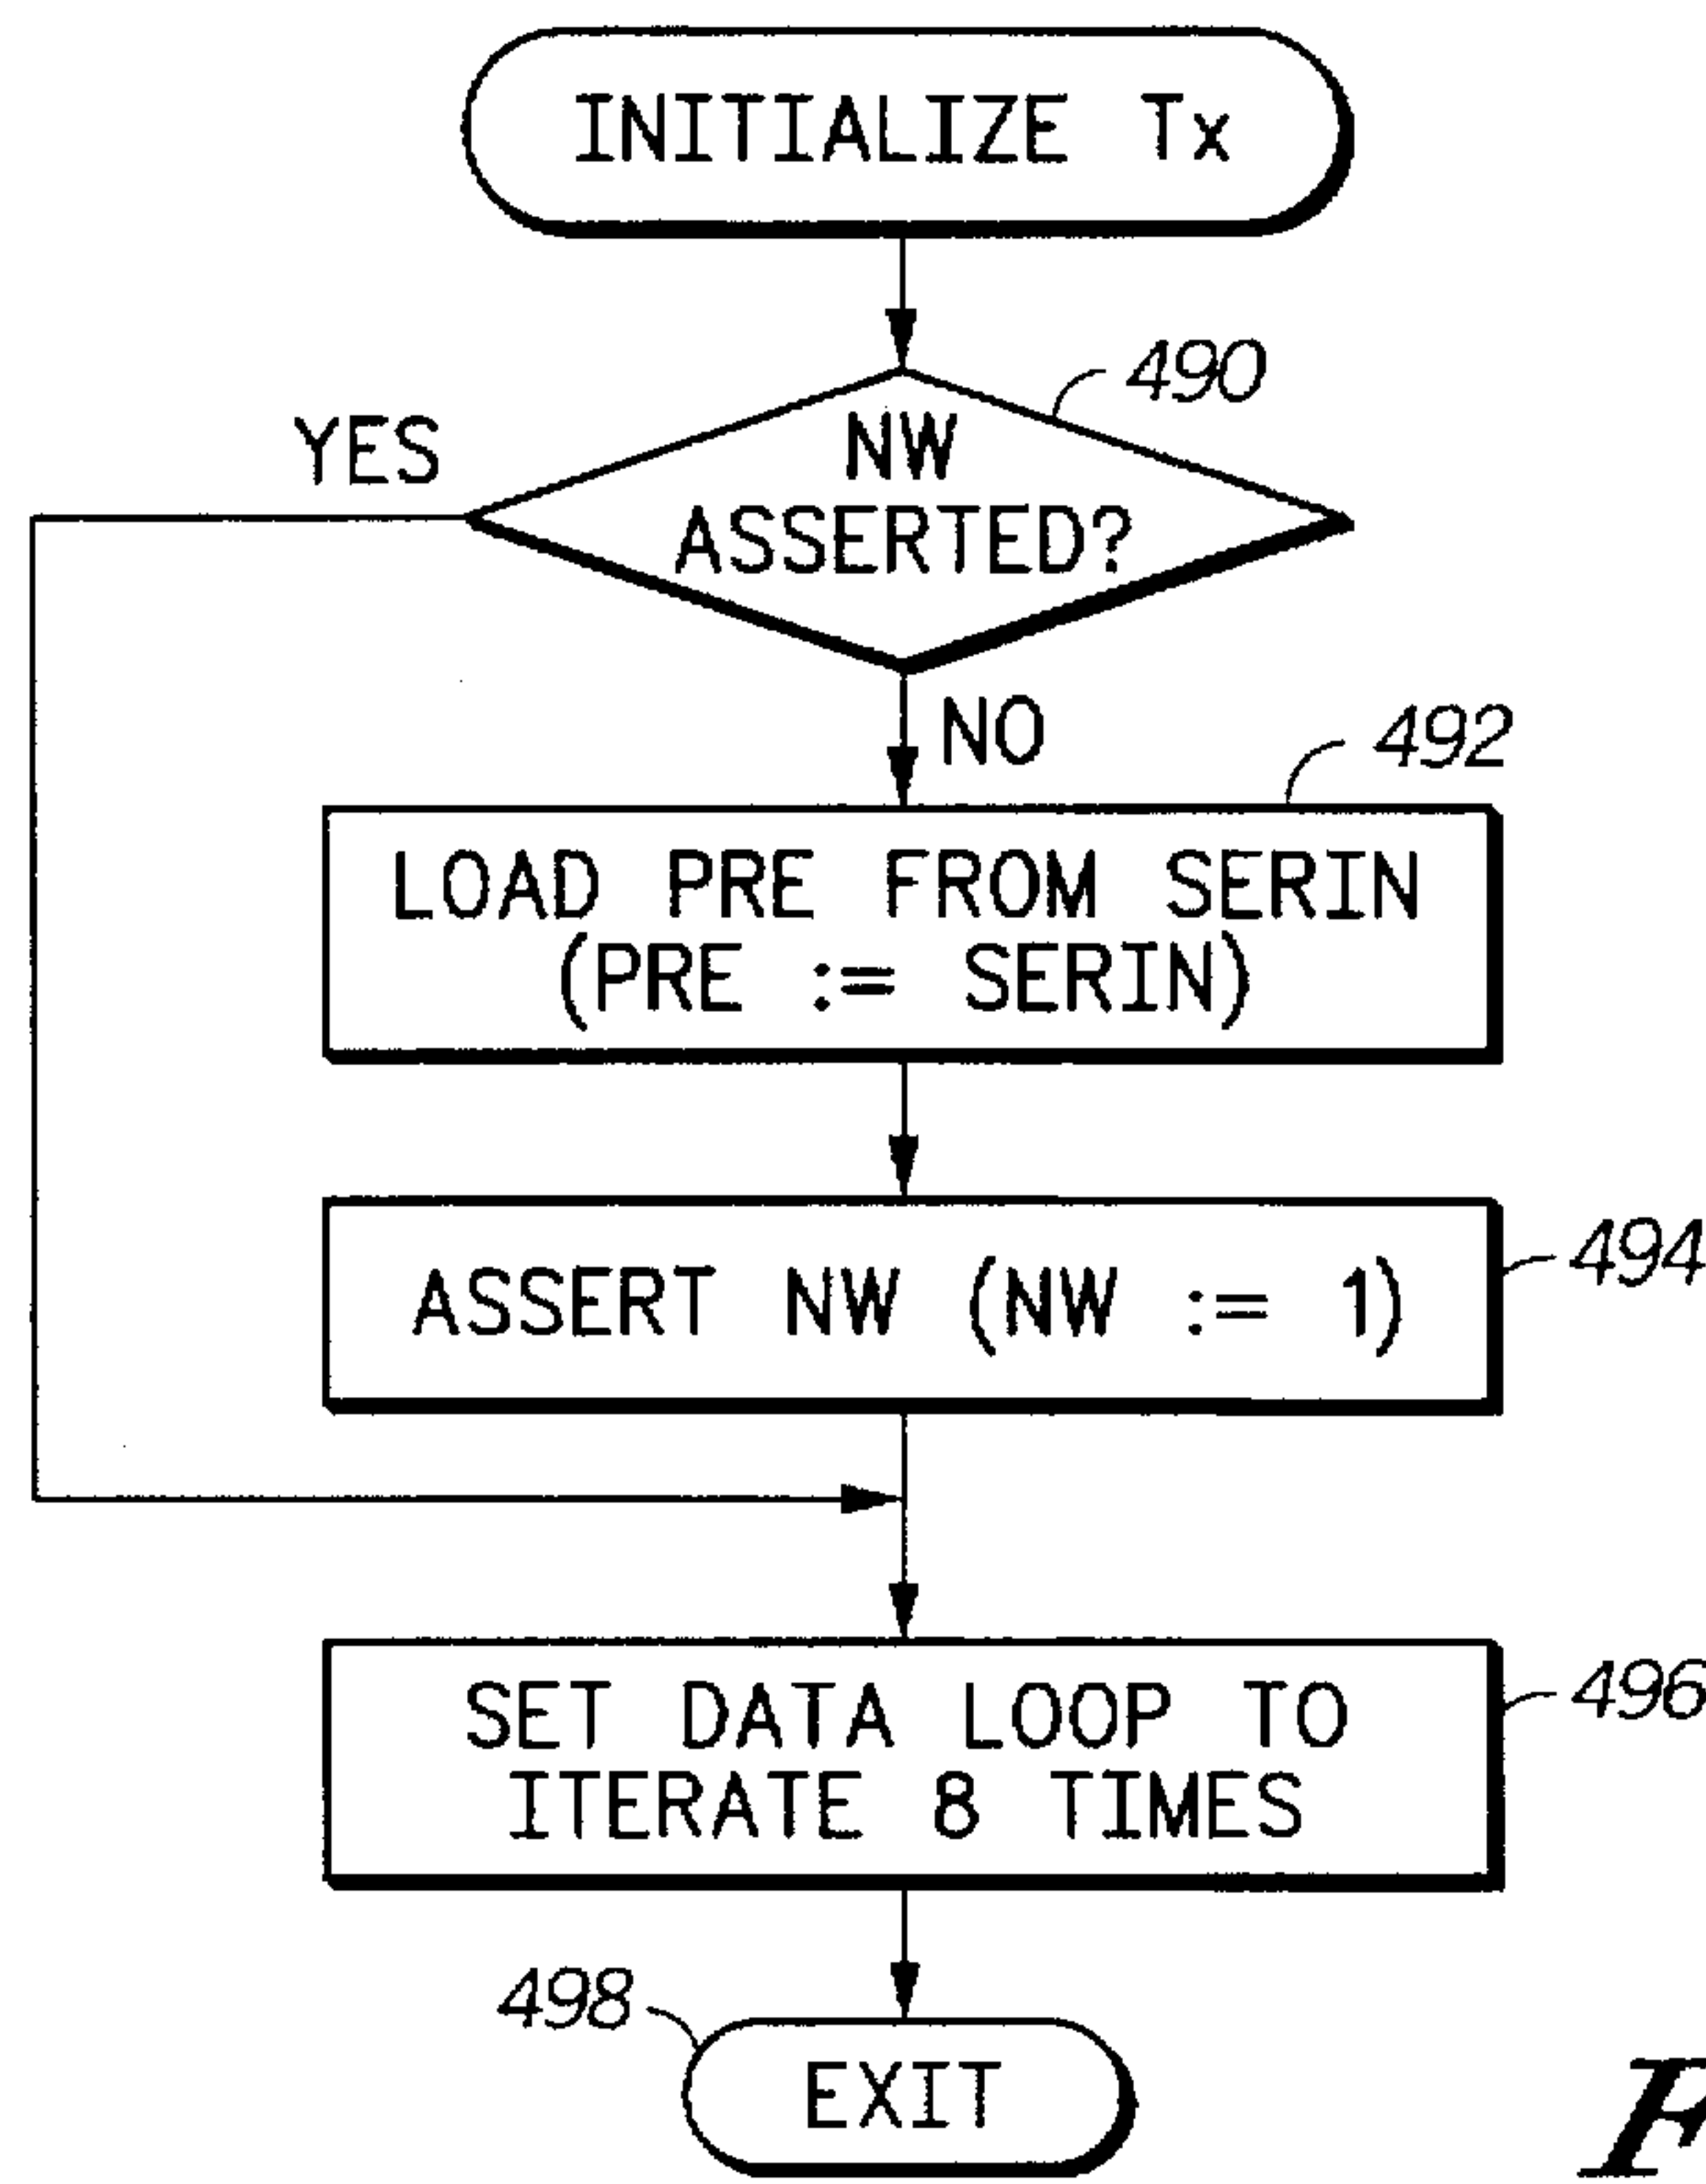 INITIALIZE Tx
490
YES
NW
ASSERTED?
NO
492
LOAD PRE FROM SERIN
(PRE := SERIN)
ASSERT NW (NW := 1)
494
SET DATA LOOP TO
ITERATE 8 TIMES
496
498
EXIT